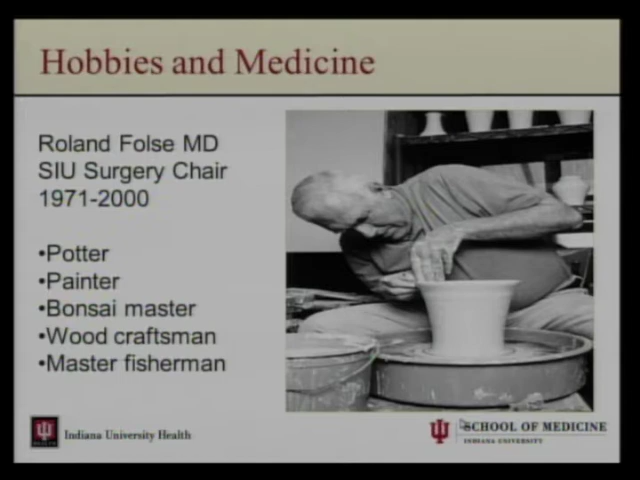 Hobbies and Medicine
Roland Folse MD
SIU Surgery Chair
1971-2000
•Potter
•Painter
•Bonsai master
•Wood craftsman
•Master fisherman
Indiana University Health
SCHOOL OF MEDICINE
INDIANA UNIVERSITY